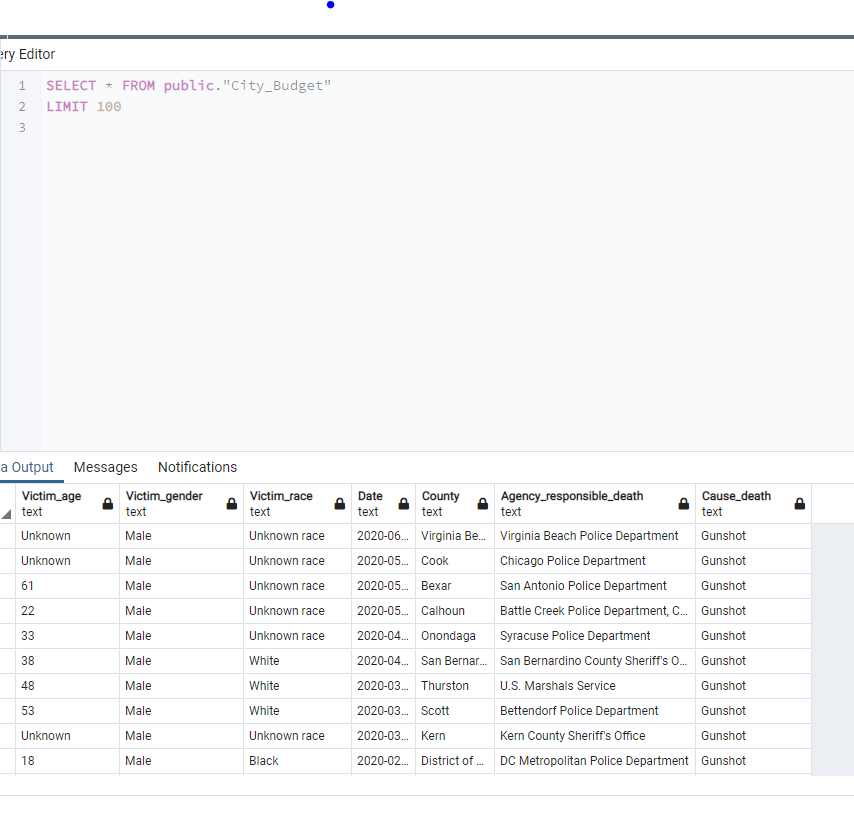 ery Editor
1 SELECT * FROM public."City_Budget"
2 LIMIT 100
3
a Output Messages Notifications
Victim_age Victim_gender Victim_race Date County Agency_responsible_death Cause_death
text text text text text text text
Unknown Male Unknown race 2020-06... Virginia Be... Virginia Beach Police Department Gunshot
Unknown Male Unknown race 2020-05... Cook Chicago Police Department Gunshot
61 Male Unknown race 2020-05... Bexar San Antonio Police Department Gunshot
22 Male Unknown race 2020-05... Calhoun Battle Creek Police Department, C... Gunshot
33 Male Unknown race 2020-04... Onondaga Syracuse Police Department Gunshot
38 Male White 2020-04... San Bernar... San Bernardino County Sheriff's O... Gunshot
48 Male White 2020-03... Thurston U.S. Marshals Service Gunshot
53 Male White 2020-03... Scott Bettendorf Police Department Gunshot
Unknown Male Unknown race 2020-03... Kern Kern County Sheriff's Office Gunshot
18 Male Black 2020-02... District of ... DC Metropolitan Police Department Gunshot